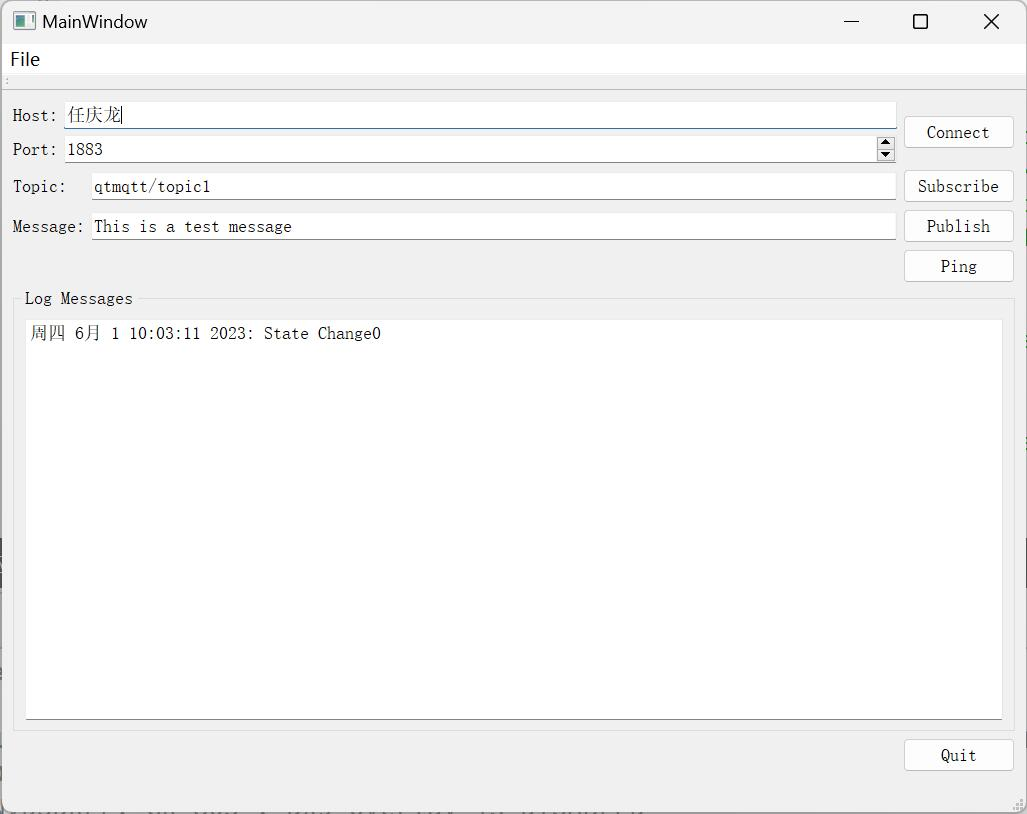 MainWindow
File
Host: 任庆龙
Connect
Port: 1883
Topic: qtmqtt/topic1
Subscribe
Message: This is a test message
Publish
Ping
Log Messages
周四 6月 1 10:03:11 2023: State Change0
Quit